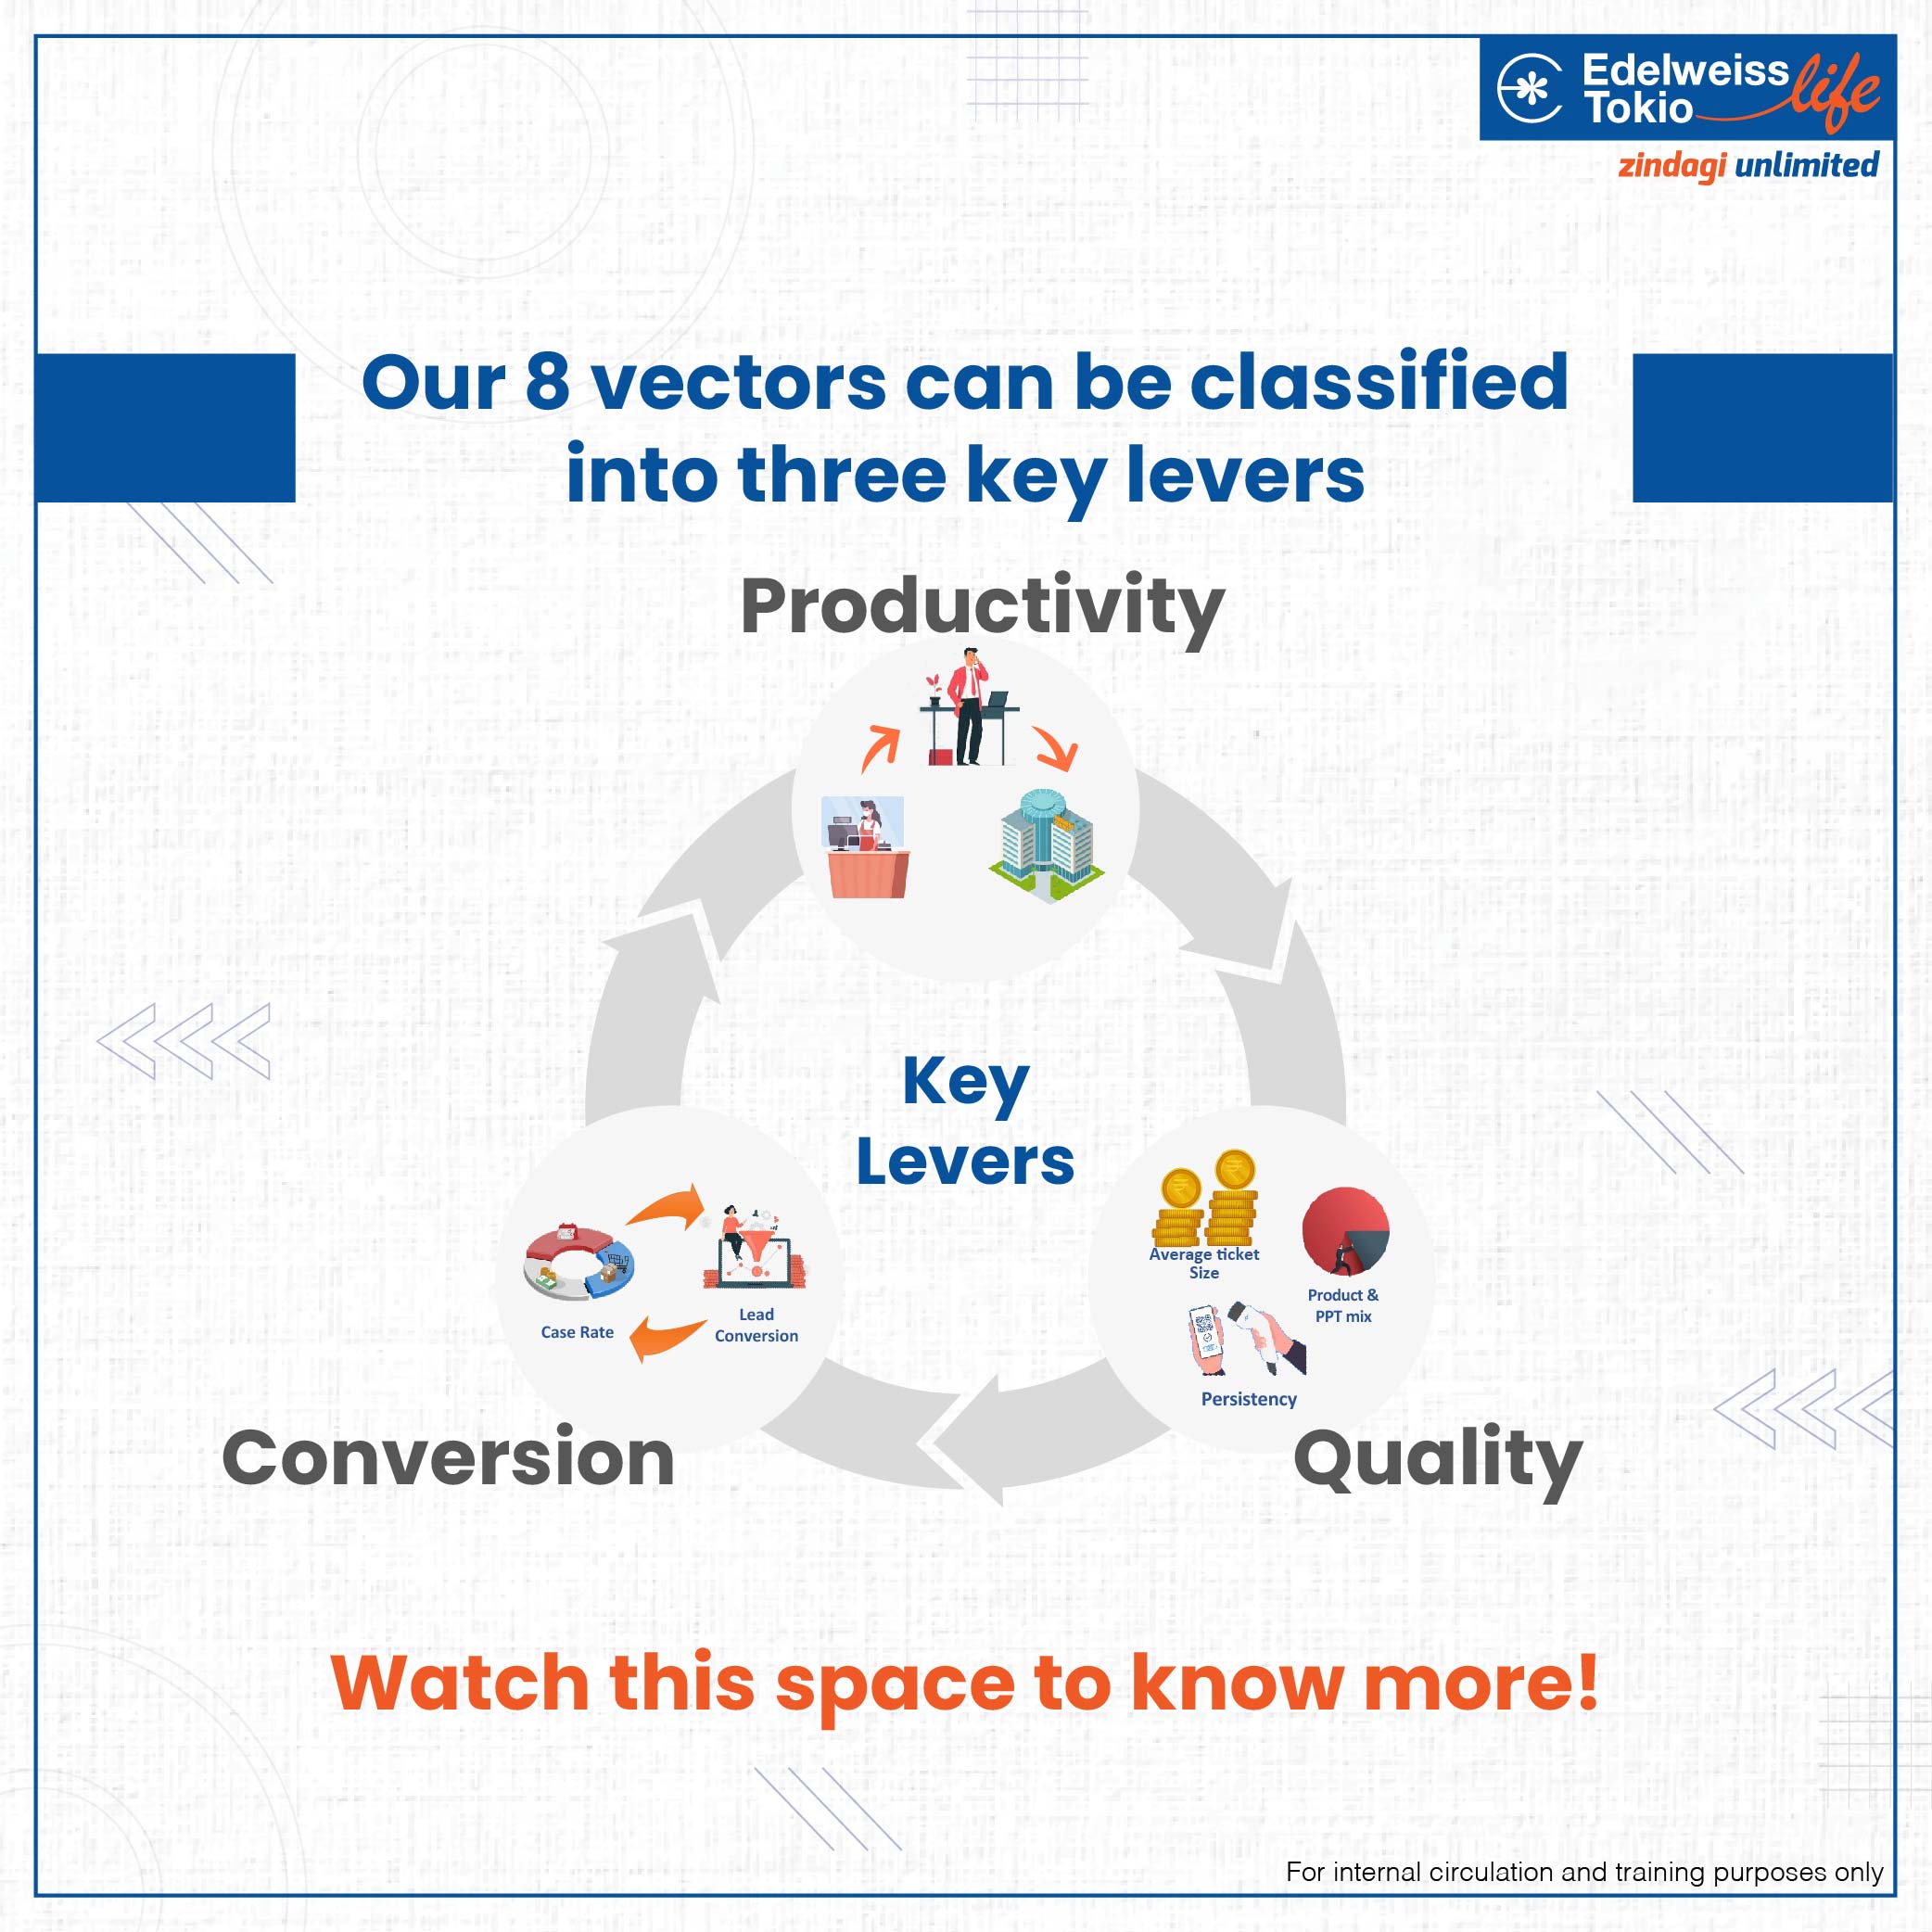 Edelweiss
Tokio life
zindagi unlimited
Our 8 vectors can be classified
into three key levers
Productivity
Key
Levers
Average ticket
Size
Product &
PPT mix
Persistency
Case Rate
Lead
Conversion
Conversion
Quality
Watch this space to know more!
For internal circulation and training purposes only